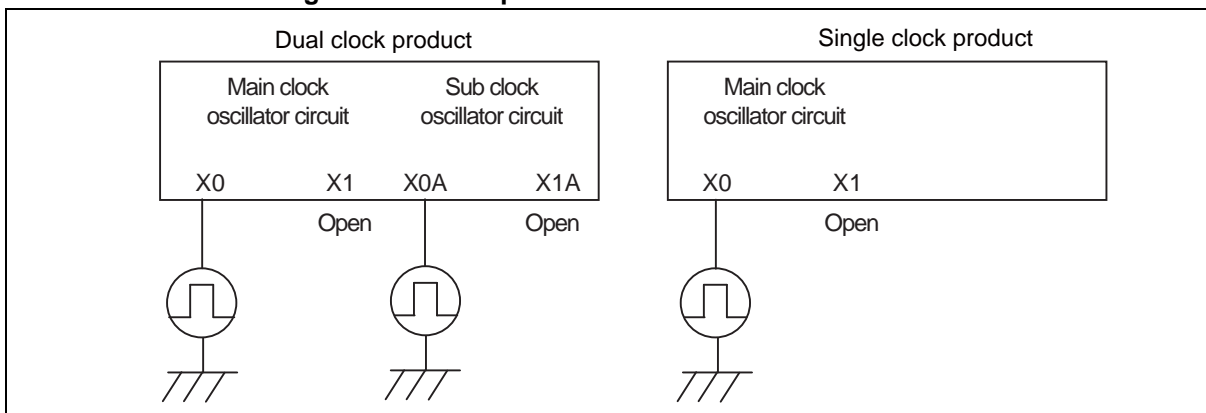 Dual clock product
Single clock product
Main clock
oscillator circuit
Sub clock
oscillator circuit
Main clock
oscillator circuit
X0 X1 X0A X1A
X0 X1
Open Open
Open